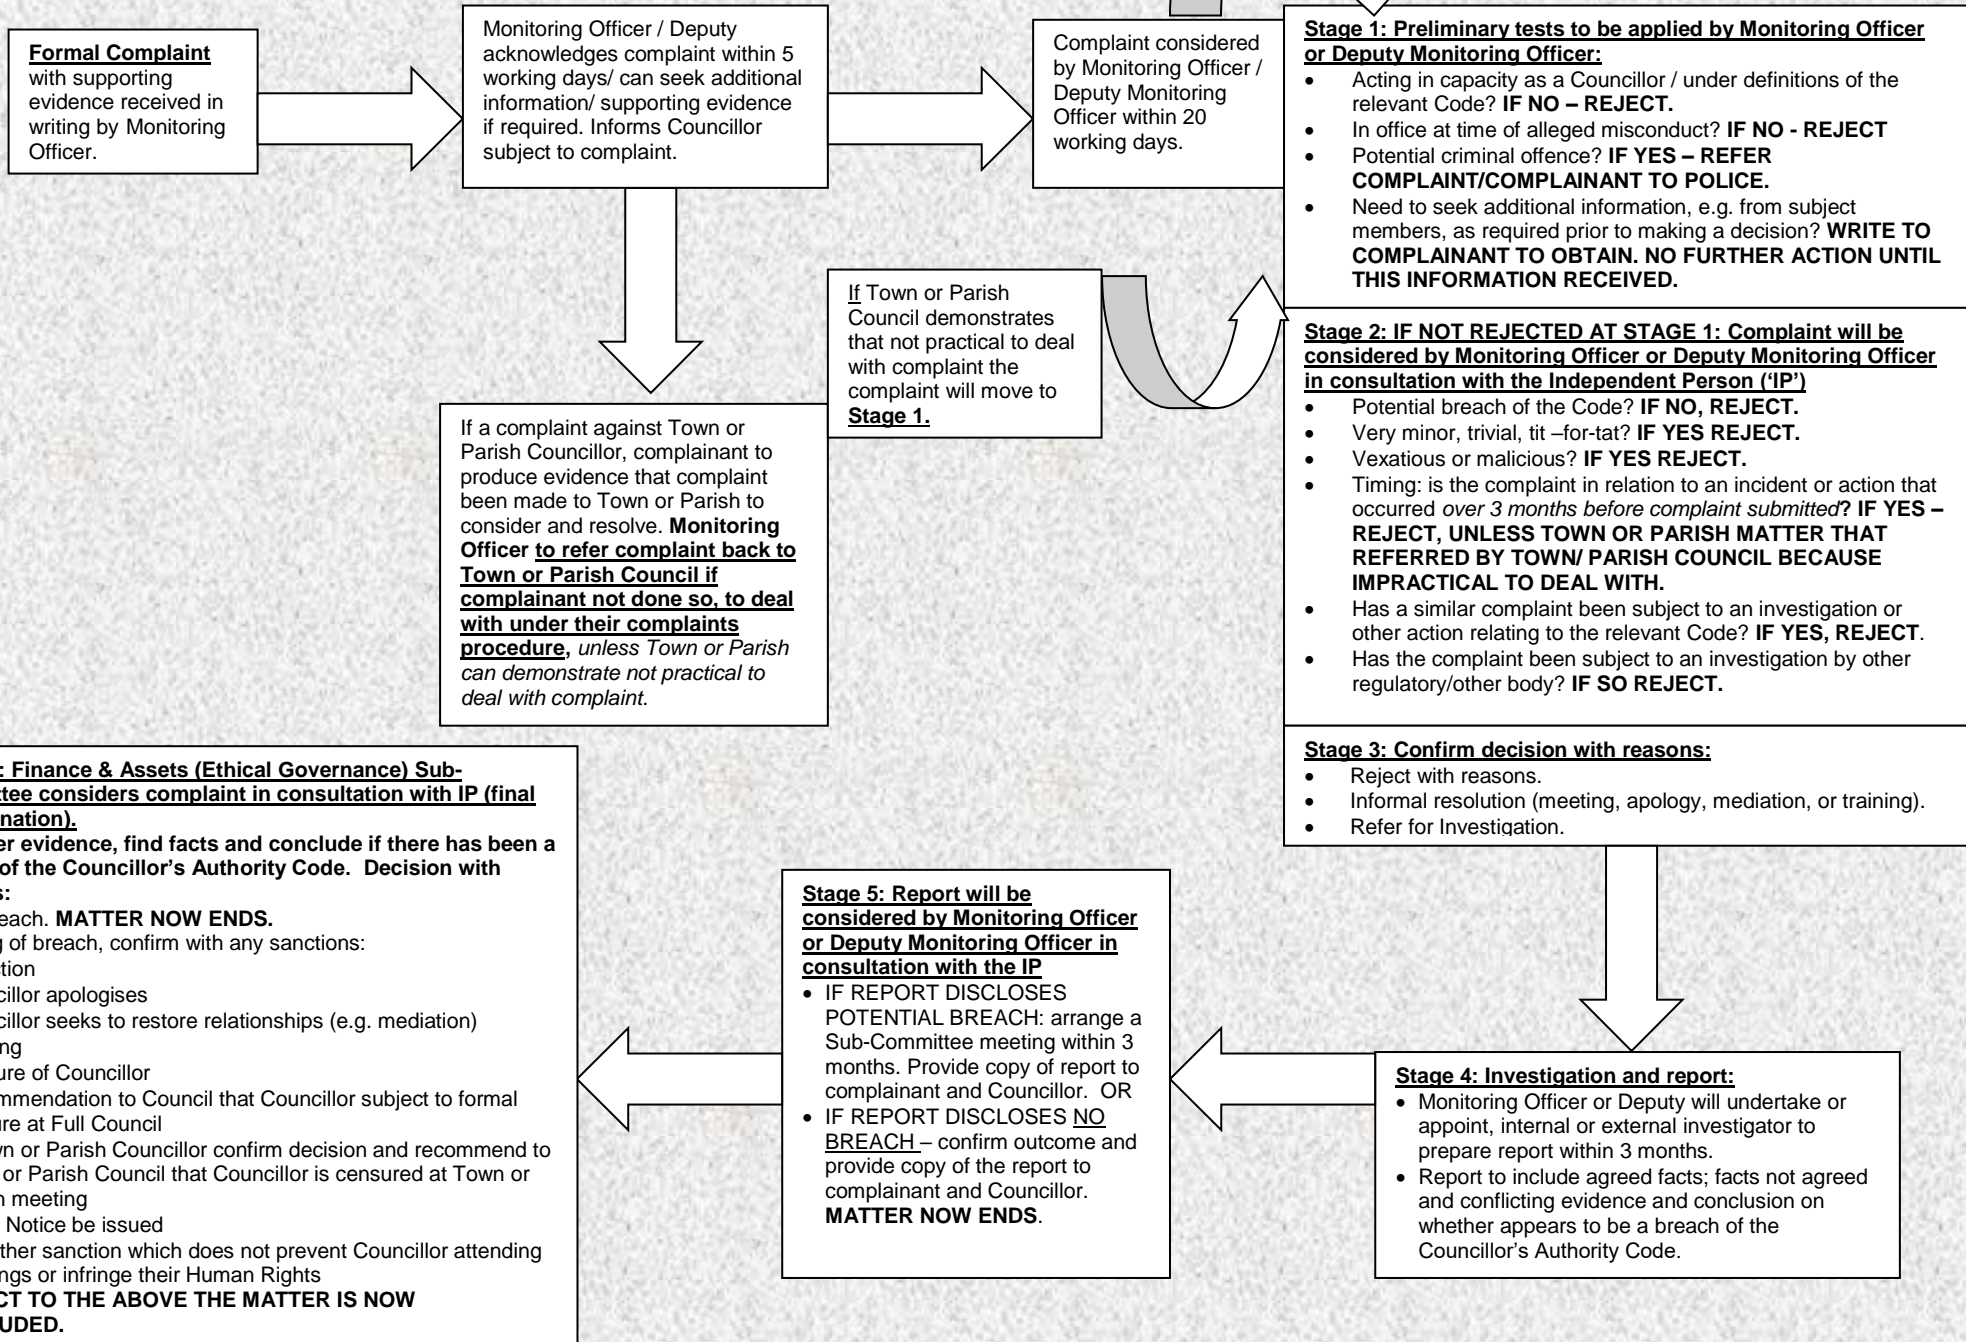 Formal Complaint
with supporting
evidence received in
writing by Monitoring
Officer.
Monitoring Officer / Deputy
acknowledges complaint within 5
working days/ can seek additional
information/ supporting evidence
if required. Informs Councillor
subject to complaint.
Complaint considered
by Monitoring Officer /
Deputy Monitoring
Officer within 20
working days.
Stage 1: Preliminary tests to be applied by Monitoring Officer
or Deputy Monitoring Officer:
• Acting in capacity as a Councillor / under definitions of the
relevant Code? IF NO – REJECT.
• In office at time of alleged misconduct? IF NO - REJECT
• Potential criminal offence? IF YES – REFER
COMPLAINT/COMPLAINANT TO POLICE.
• Need to seek additional information, e.g. from subject
members, as required prior to making a decision? WRITE TO
COMPLAINANT TO OBTAIN. NO FURTHER ACTION UNTIL
THIS INFORMATION RECEIVED.
If Town or Parish
Council demonstrates
that not practical to deal
with complaint the
complaint will move to
Stage 1.
Stage 2: IF NOT REJECTED AT STAGE 1: Complaint will be
considered by Monitoring Officer or Deputy Monitoring Officer
in consultation with the Independent Person (‘IP’)
• Potential breach of the Code? IF NO, REJECT.
• Very minor, trivial, tit –for-tat? IF YES REJECT.
• Vexatious or malicious? IF YES REJECT.
• Timing: is the complaint in relation to an incident or action that
occurred over 3 months before complaint submitted? IF YES –
REJECT, UNLESS TOWN OR PARISH MATTER THAT
REFERRED BY TOWN/ PARISH COUNCIL BECAUSE
IMPRACTICAL TO DEAL WITH.
• Has a similar complaint been subject to an investigation or
other action relating to the relevant Code? IF YES, REJECT.
• Has the complaint been subject to an investigation by other
regulatory/other body? IF SO REJECT.
If a complaint against Town or
Parish Councillor, complainant to
produce evidence that complaint
been made to Town or Parish to
consider and resolve. Monitoring
Officer to refer complaint back to
Town or Parish Council if
complainant not done so, to deal
with under their complaints
procedure, unless Town or Parish
can demonstrate not practical to
deal with complaint.
Stage 3: Confirm decision with reasons:
• Reject with reasons.
• Informal resolution (meeting, apology, mediation, or training).
• Refer for Investigation.
Stage 4: Investigation and report:
• Monitoring Officer or Deputy will undertake or
appoint, internal or external investigator to
prepare report within 3 months.
• Report to include agreed facts; facts not agreed
and conflicting evidence and conclusion on
whether appears to be a breach of the
Councillor’s Authority Code.
Stage 5: Report will be
considered by Monitoring Officer
or Deputy Monitoring Officer in
consultation with the IP
• IF REPORT DISCLOSES
POTENTIAL BREACH: arrange a
Sub-Committee meeting within 3
months. Provide copy of report to
complainant and Councillor. OR
• IF REPORT DISCLOSES NO
BREACH – confirm outcome and
provide copy of the report to
complainant and Councillor.
MATTER NOW ENDS.
: Finance & Assets (Ethical Governance) Sub-
ttee considers complaint in consultation with IP (final
nation).
er evidence, find facts and conclude if there has been a
of the Councillor’s Authority Code. Decision with
s:
each. MATTER NOW ENDS.
g of breach, confirm with any sanctions:
ction
cillor apologises
cillor seeks to restore relationships (e.g. mediation)
ng
ure of Councillor
mmendation to Council that Councillor subject to formal
ure at Full Council
wn or Parish Councillor confirm decision and recommend to
or Parish Council that Councillor is censured at Town or
h meeting
Notice be issued
ther sanction which does not prevent Councillor attending
ngs or infringe their Human Rights
CT TO THE ABOVE THE MATTER IS NOW
UDED.